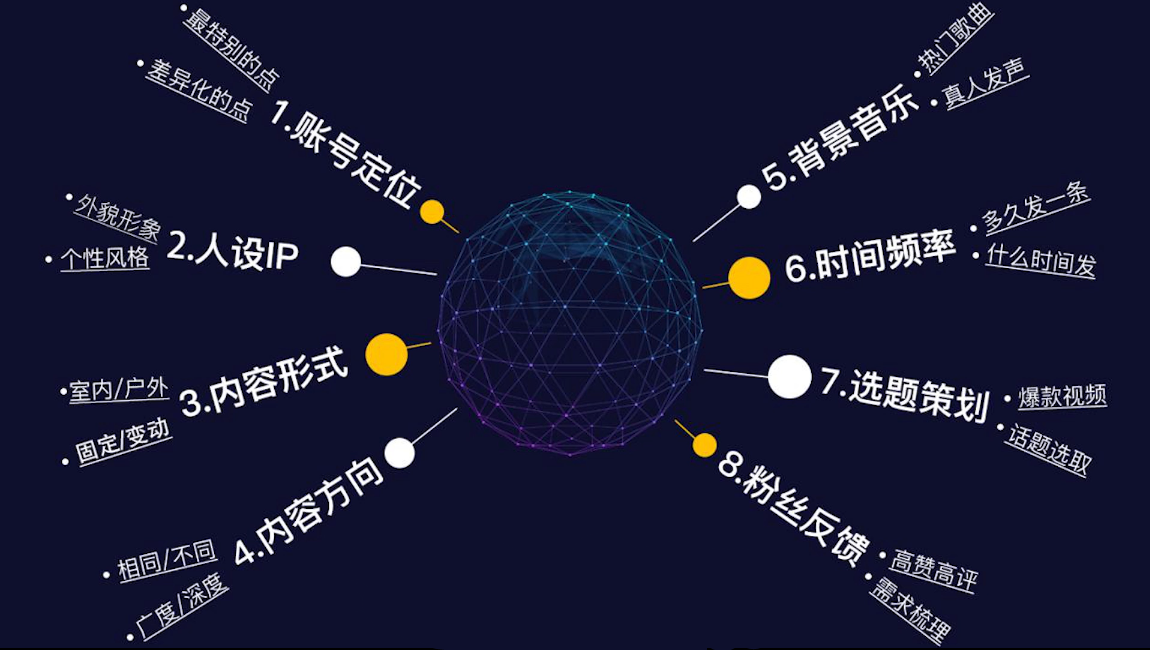 最特别的点
差异化的点
1.账号定位
外貌形象
个性风格
2.人设IP
室内/户外
固定/变动
3.内容形式
相同/不同
广度/深度
4.内容方向
热门歌曲
真人发声
5.背景音乐
多久发一条
什么时间发
6.时间频率
爆款视频
话题选取
7.选题策划
高赞高评
需求梳理
8.粉丝反馈